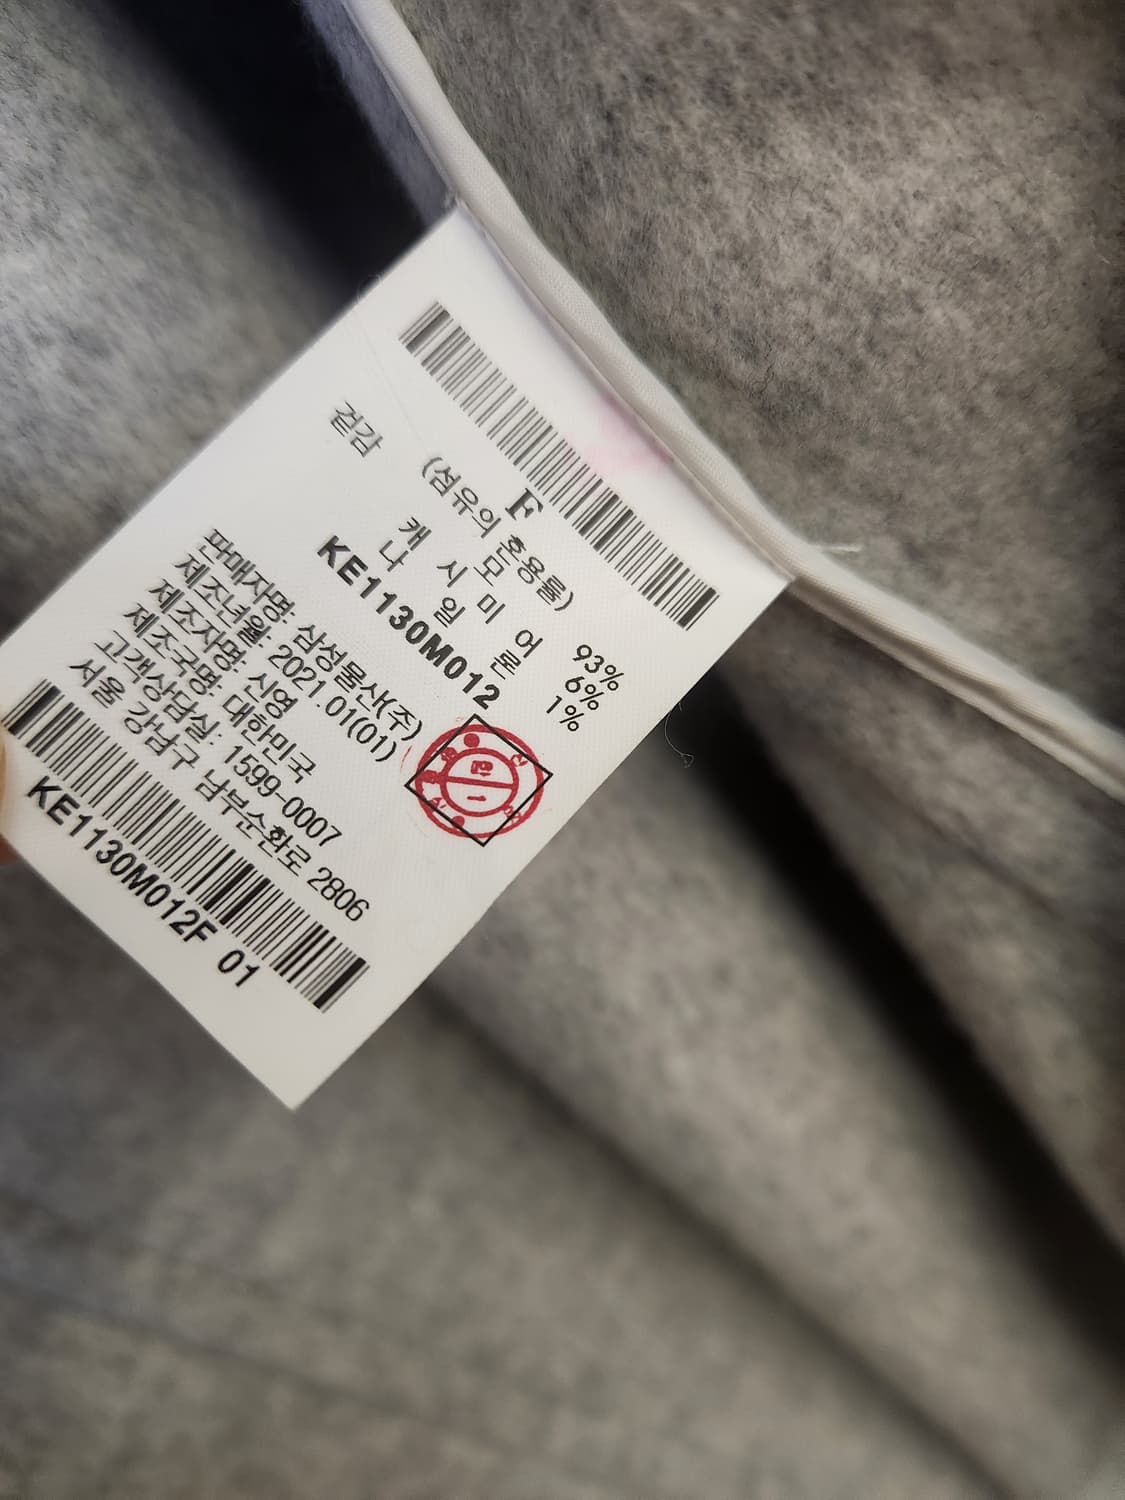 F
(섬유의 혼용률)
겉감 모 93%
캐 시 미 어 6%
나 일 론 1%
KE1130M012
판매자명: 삼성물산(주)
제조년월: 2021.01(01)
제조자명: 신영
제조국명: 대한민국
고객상담실: 1599-0007
서울 강남구 남부순환로 2806
KE1130M012F 01